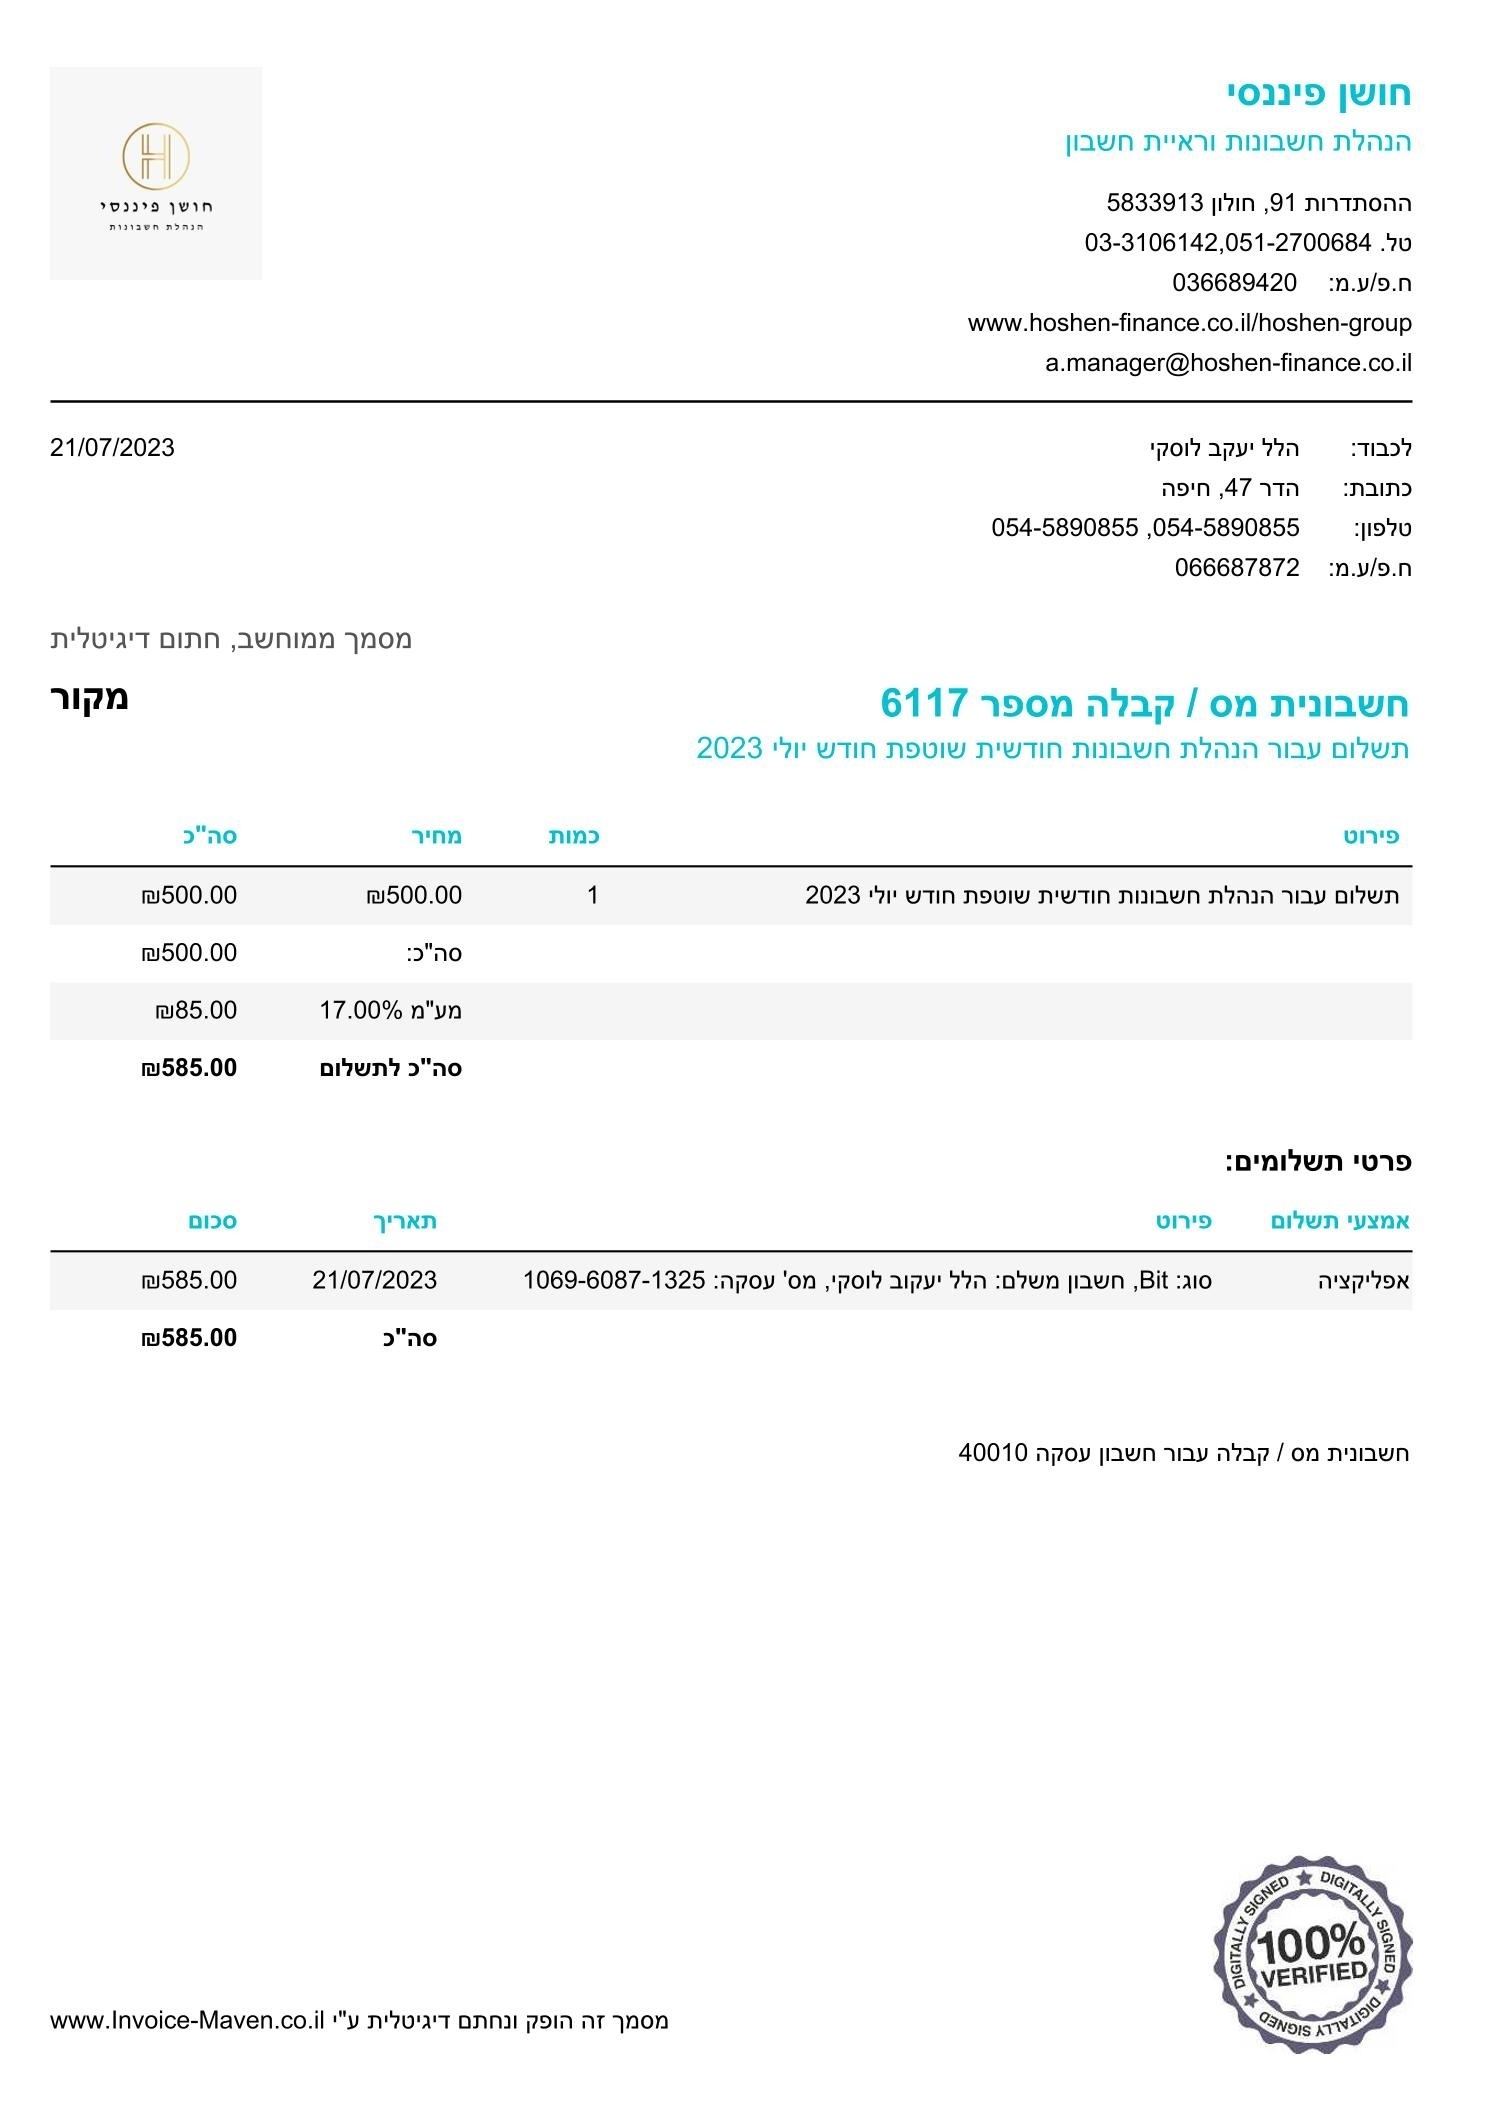 חושן פיננסי
הנהלת חשבונות וראיית חשבון
ההסתדרות 91, חולון 5833913
טל. 03-3106142,051-2700684
ח.פ/ע.מ: 036689420
www.hoshen-finance.co.il/hoshen-group
a.manager@hoshen-finance.co.il
חושן פיננסי
הנהלת חשבונות
לכבוד: הלל יעקב לוסקי 21/07/2023
כתובת: הדר 47, חיפה
טלפון: 054-5890855, 054-5890855
ח.פ/ע.מ: 066687872
מסמך ממוחשב, חתום דיגיטלית
חשבונית מס / קבלה מספר 6117 מקור
תשלום עבור הנהלת חשבונות חודשית שוטפת חודש יולי 2023
פירוט כמות מחיר סה"כ
תשלום עבור הנהלת חשבונות חודשית שוטפת חודש יולי 2023 1 ₪500.00 ₪500.00
סה"כ: ₪500.00
מע"מ 17.00% ₪85.00
סה"כ לתשלום ₪585.00
פרטי תשלומים:
אמצעי תשלום פירוט תאריך סכום
אפליקציה סוג: Bit, חשבון משלם: הלל יעקוב לוסקי, מס' עסקה: 1069-6087-1325 21/07/2023 ₪585.00
סה"כ ₪585.00
חשבונית מס / קבלה עבור חשבון עסקה 40010
DIGITALLY SIGNED ★ DIGITALLY SIGNED ★ DIGITALLY SIGNED ★
100%
VERIFIED
מסמך זה הופק ונחתם דיגיטלית ע"י www.Invoice-Maven.co.il